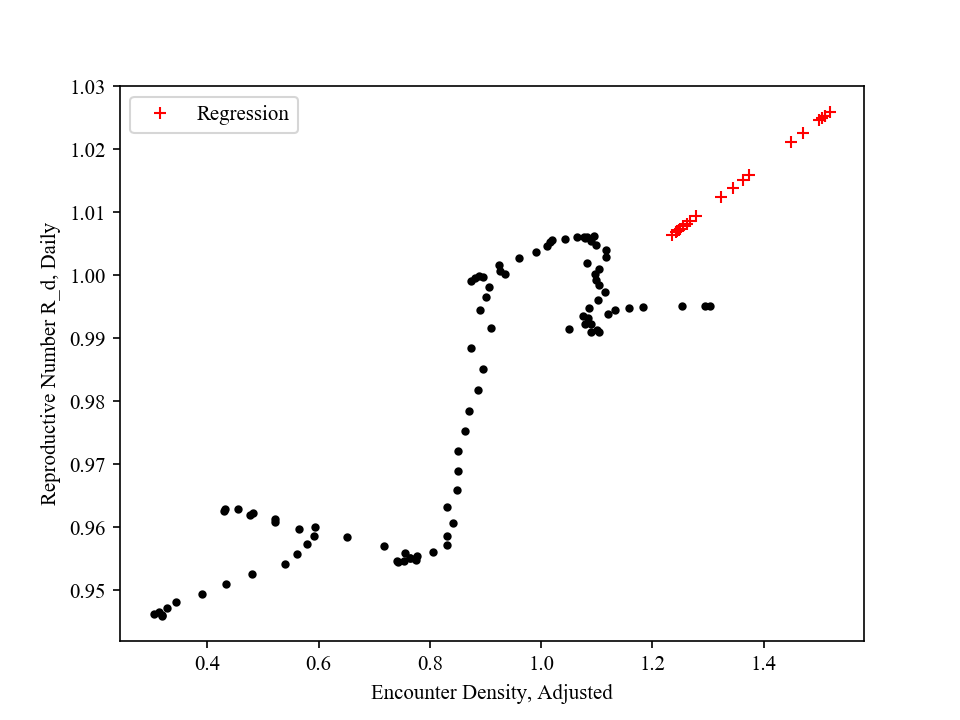 1.03
Regression
1.02
1.01
1.00
0.99
0.98
0.97
0.96
0.95
Reproductive Number R_d, Daily
0.4 0.6 0.8 1.0 1.2 1.4
Encounter Density, Adjusted